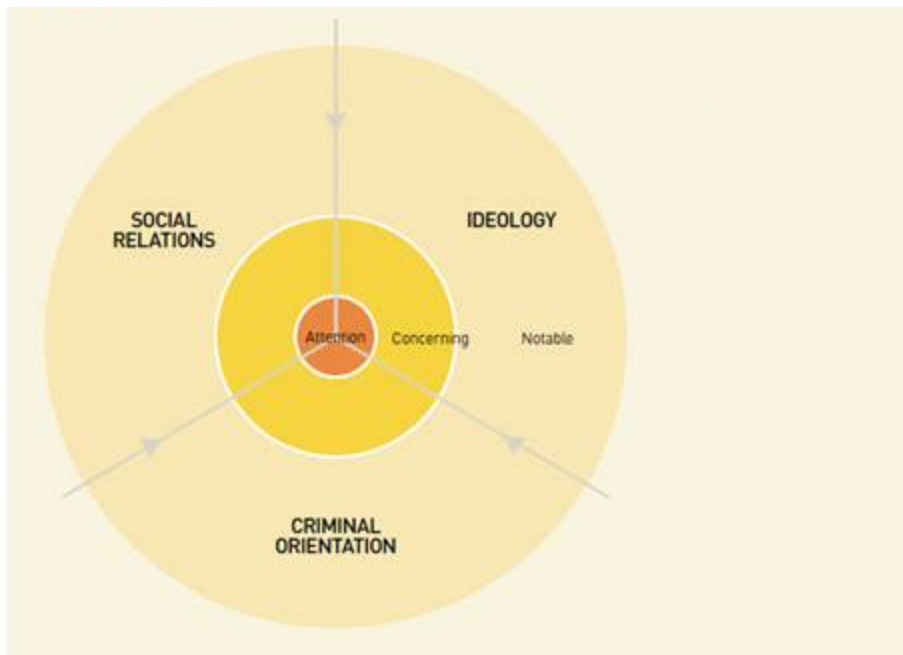 SOCIAL
RELATIONS
IDEOLOGY
Attention
Concerning
Notable
CRIMINAL
ORIENTATION